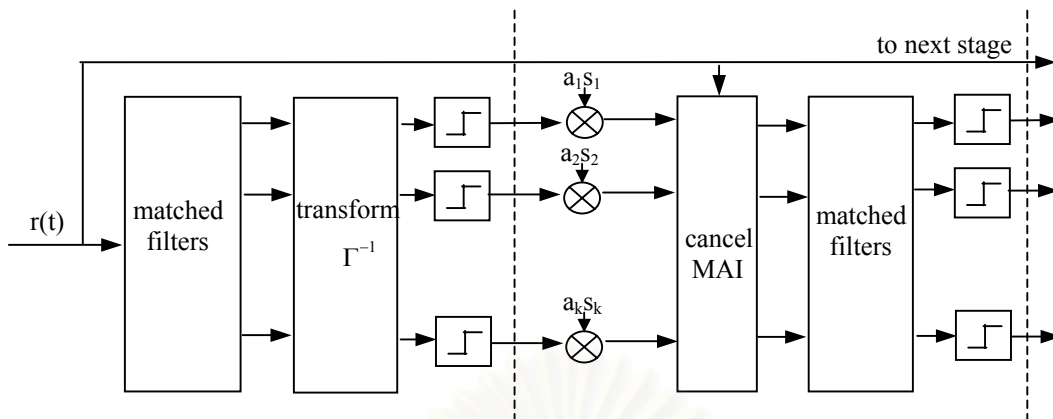 to next stage
a₁s₁
a₂s₂
r(t)
matched
filters
transform
Γ⁻¹
cancel
MAI
matched
filters
aₖsₖ